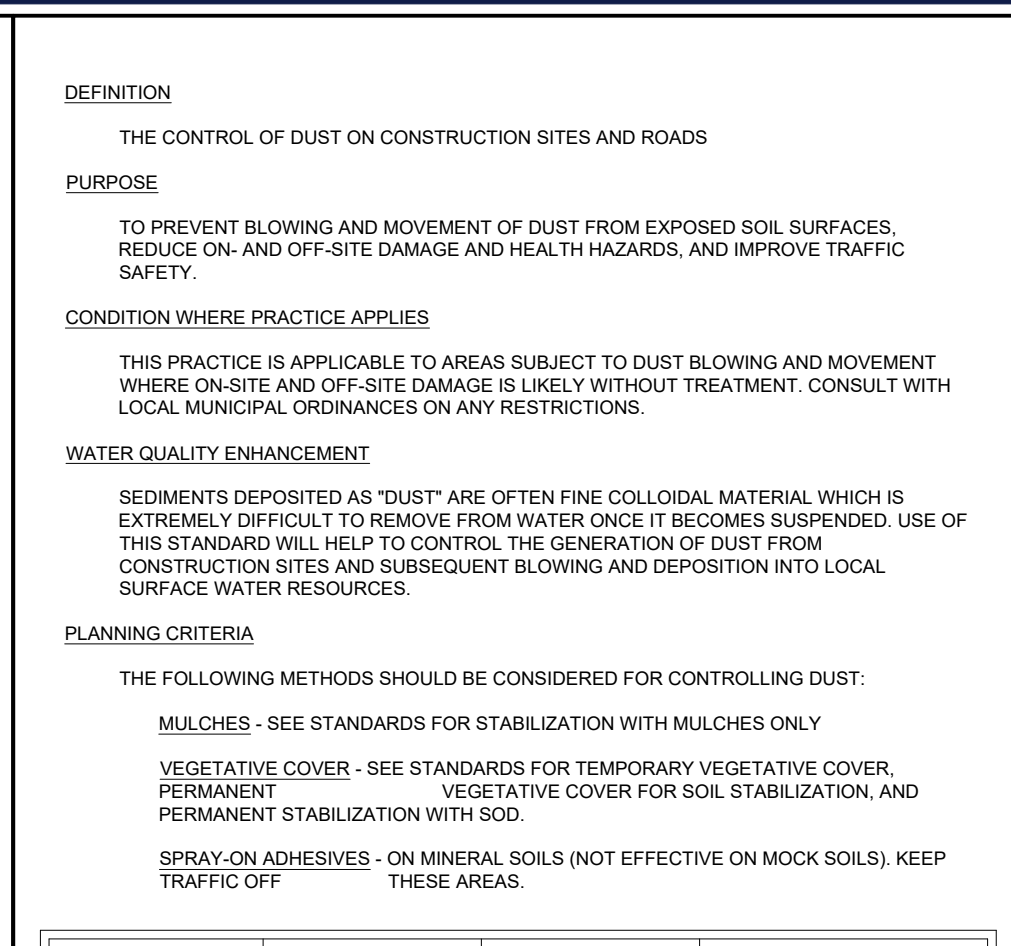 DEFINITION
THE CONTROL OF DUST ON CONSTRUCTION SITES AND ROADS
PURPOSE
TO PREVENT BLOWING AND MOVEMENT OF DUST FROM EXPOSED SOIL SURFACES,
REDUCE ON- AND OFF-SITE DAMAGE AND HEALTH HAZARDS, AND IMPROVE TRAFFIC
SAFETY.
CONDITION WHERE PRACTICE APPLIES
THIS PRACTICE IS APPLICABLE TO AREAS SUBJECT TO DUST BLOWING AND MOVEMENT
WHERE ON-SITE AND OFF-SITE DAMAGE IS LIKELY WITHOUT TREATMENT. CONSULT WITH
LOCAL MUNICIPAL ORDINANCES ON ANY RESTRICTIONS.
WATER QUALITY ENHANCEMENT
SEDIMENTS DEPOSITED AS "DUST" ARE OFTEN FINE COLLOIDAL MATERIAL WHICH IS
EXTREMELY DIFFICULT TO REMOVE FROM WATER ONCE IT BECOMES SUSPENDED. USE OF
THIS STANDARD WILL HELP TO CONTROL THE GENERATION OF DUST FROM
CONSTRUCTION SITES AND SUBSEQUENT BLOWING AND DEPOSITION INTO LOCAL
SURFACE WATER RESOURCES.
PLANNING CRITERIA
THE FOLLOWING METHODS SHOULD BE CONSIDERED FOR CONTROLLING DUST:
MULCHES - SEE STANDARDS FOR STABILIZATION WITH MULCHES ONLY
VEGETATIVE COVER - SEE STANDARDS FOR TEMPORARY VEGETATIVE COVER,
PERMANENT VEGETATIVE COVER FOR SOIL STABILIZATION, AND
PERMANENT STABILIZATION WITH SOD.
SPRAY-ON ADHESIVES - ON MINERAL SOILS (NOT EFFECTIVE ON MOCK SOILS). KEEP
TRAFFIC OFF THESE AREAS.